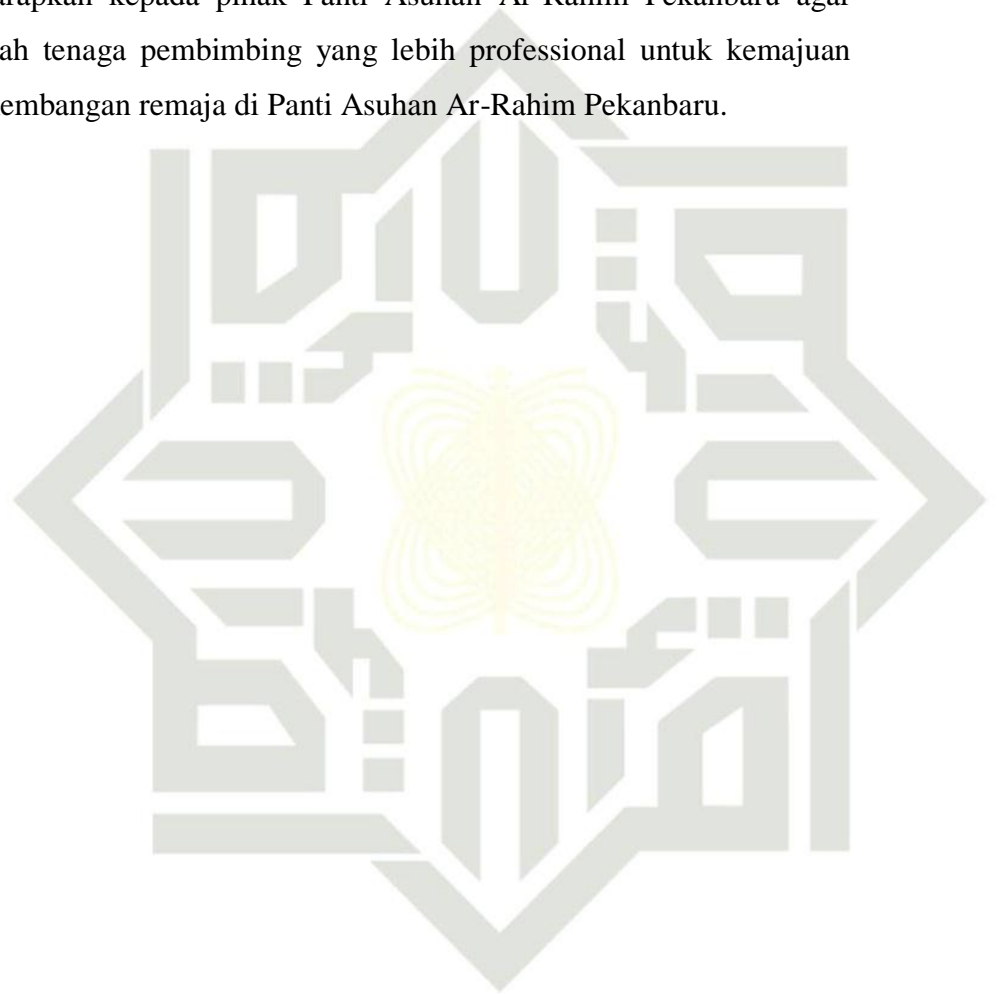 arapkan kepada pihak Panti Asuhan Ar-Rahim Pekanbaru agar
ah tenaga pembimbing yang lebih professional untuk kemajuan
embangan remaja di Panti Asuhan Ar-Rahim Pekanbaru.